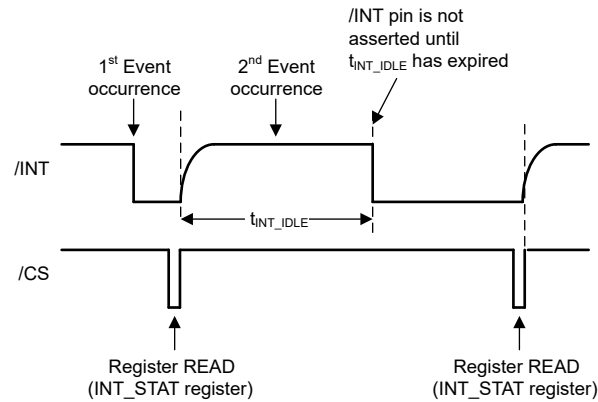 /INT pin is not
asserted until
tINT_IDLE has expired
1st Event
occurrence
2nd Event
occurrence
/INT
tINT_IDLE
/CS
Register READ
(INT_STAT register)
Register READ
(INT_STAT register)